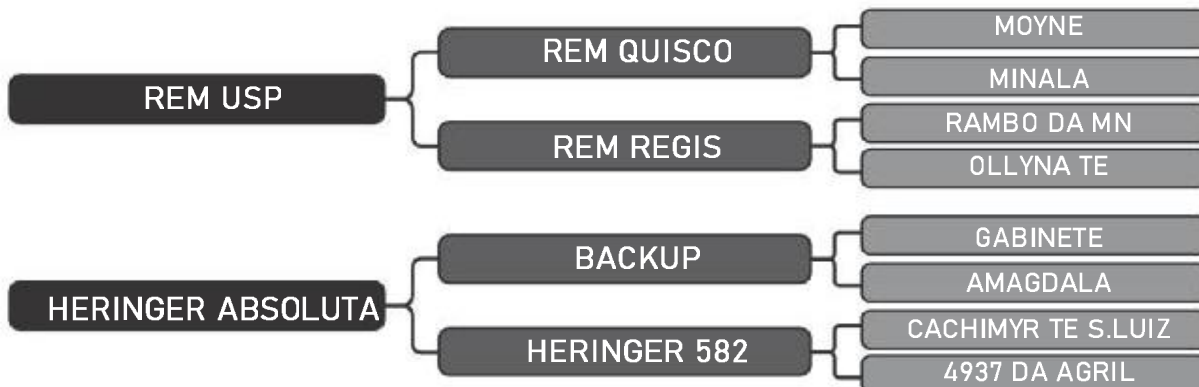 REM USP
REM QUISCO
MOYNE
MINALA
REM REGIS
RAMBO DA MN
OLLYNA TE
HERINGER ABSOLUTA
BACKUP
GABINETE
AMAGDALA
HERINGER 582
CACHIMYR TE S.LUIZ
4937 DA AGRIL